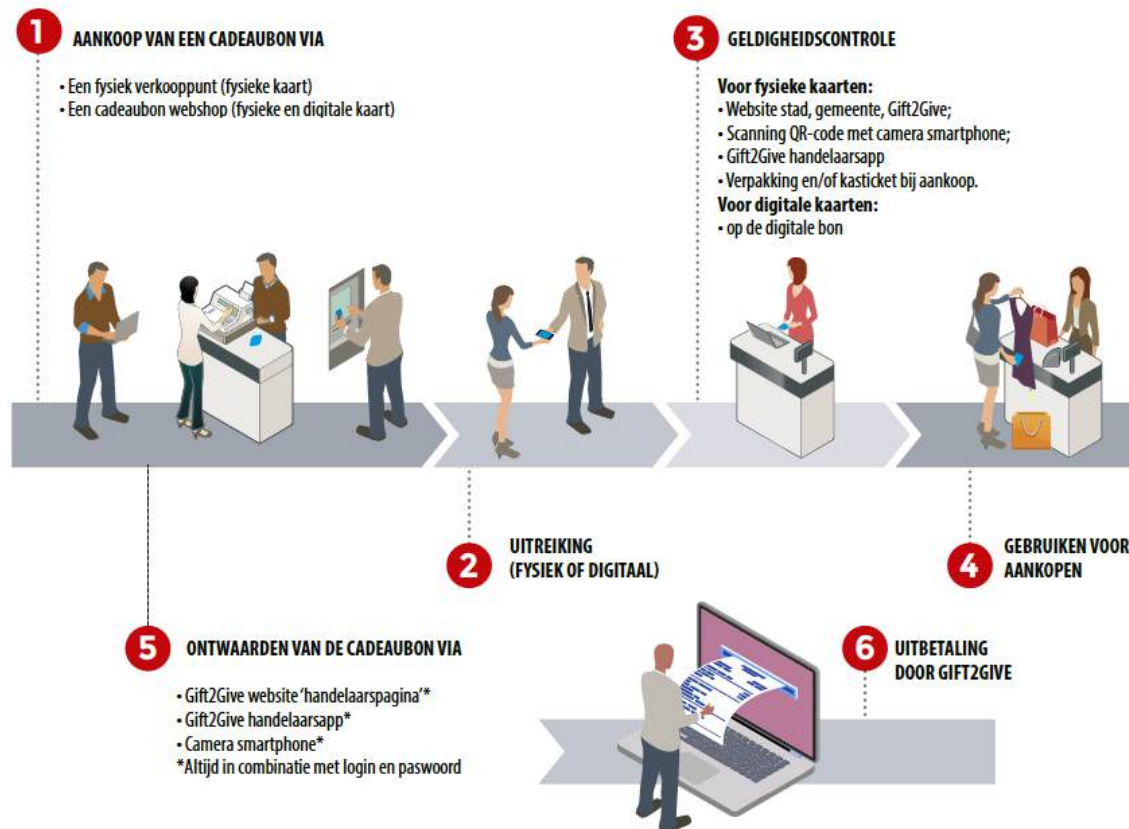 1
AANKOOP VAN EEN CADEAUBON VIA
• Een fysiek verkooppunt (fysieke kaart)
• Een cadeaubon webshop (fysieke en digitale kaart)
3
GELDIGHEIDSCONTROLE
Voor fysieke kaarten:
• Website stad, gemeente, Gift2Give;
• Scanning QR-code met camera smartphone;
• Gift2Give handelaarsapp
• Verpakking en/of kasticket bij aankoop.
Voor digitale kaarten:
• op de digitale bon
2
UITREIKING
(FYSIEK OF DIGITAAL)
4
GEBRUIKEN VOOR
AANKOPEN
5
ONTWAARDEN VAN DE CADEAUBON VIA
• Gift2Give website ‘handelaarspagina’*
• Gift2Give handelaarsapp*
• Camera smartphone*
*Altijd in combinatie met login en paswoord
6
UITBETALING
DOOR GIFT2GIVE